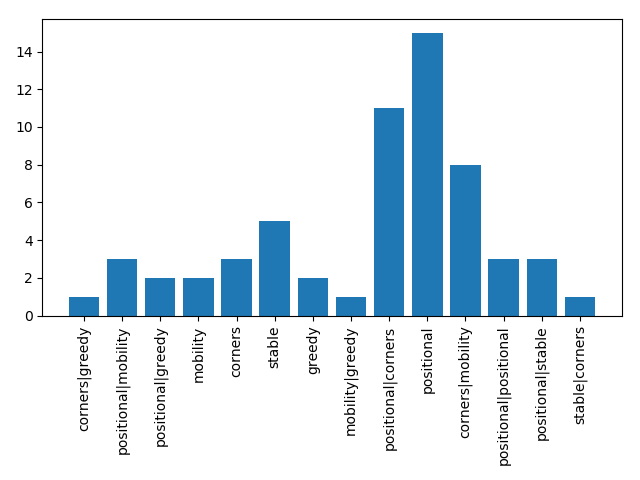 14
12
10
8
6
4
2
0
corners|greedy
positional|mobility
positional|greedy
mobility
corners
stable
greedy
mobility|greedy
positional|corners
positional
corners|mobility
positional|positional
positional|stable
stable|corners